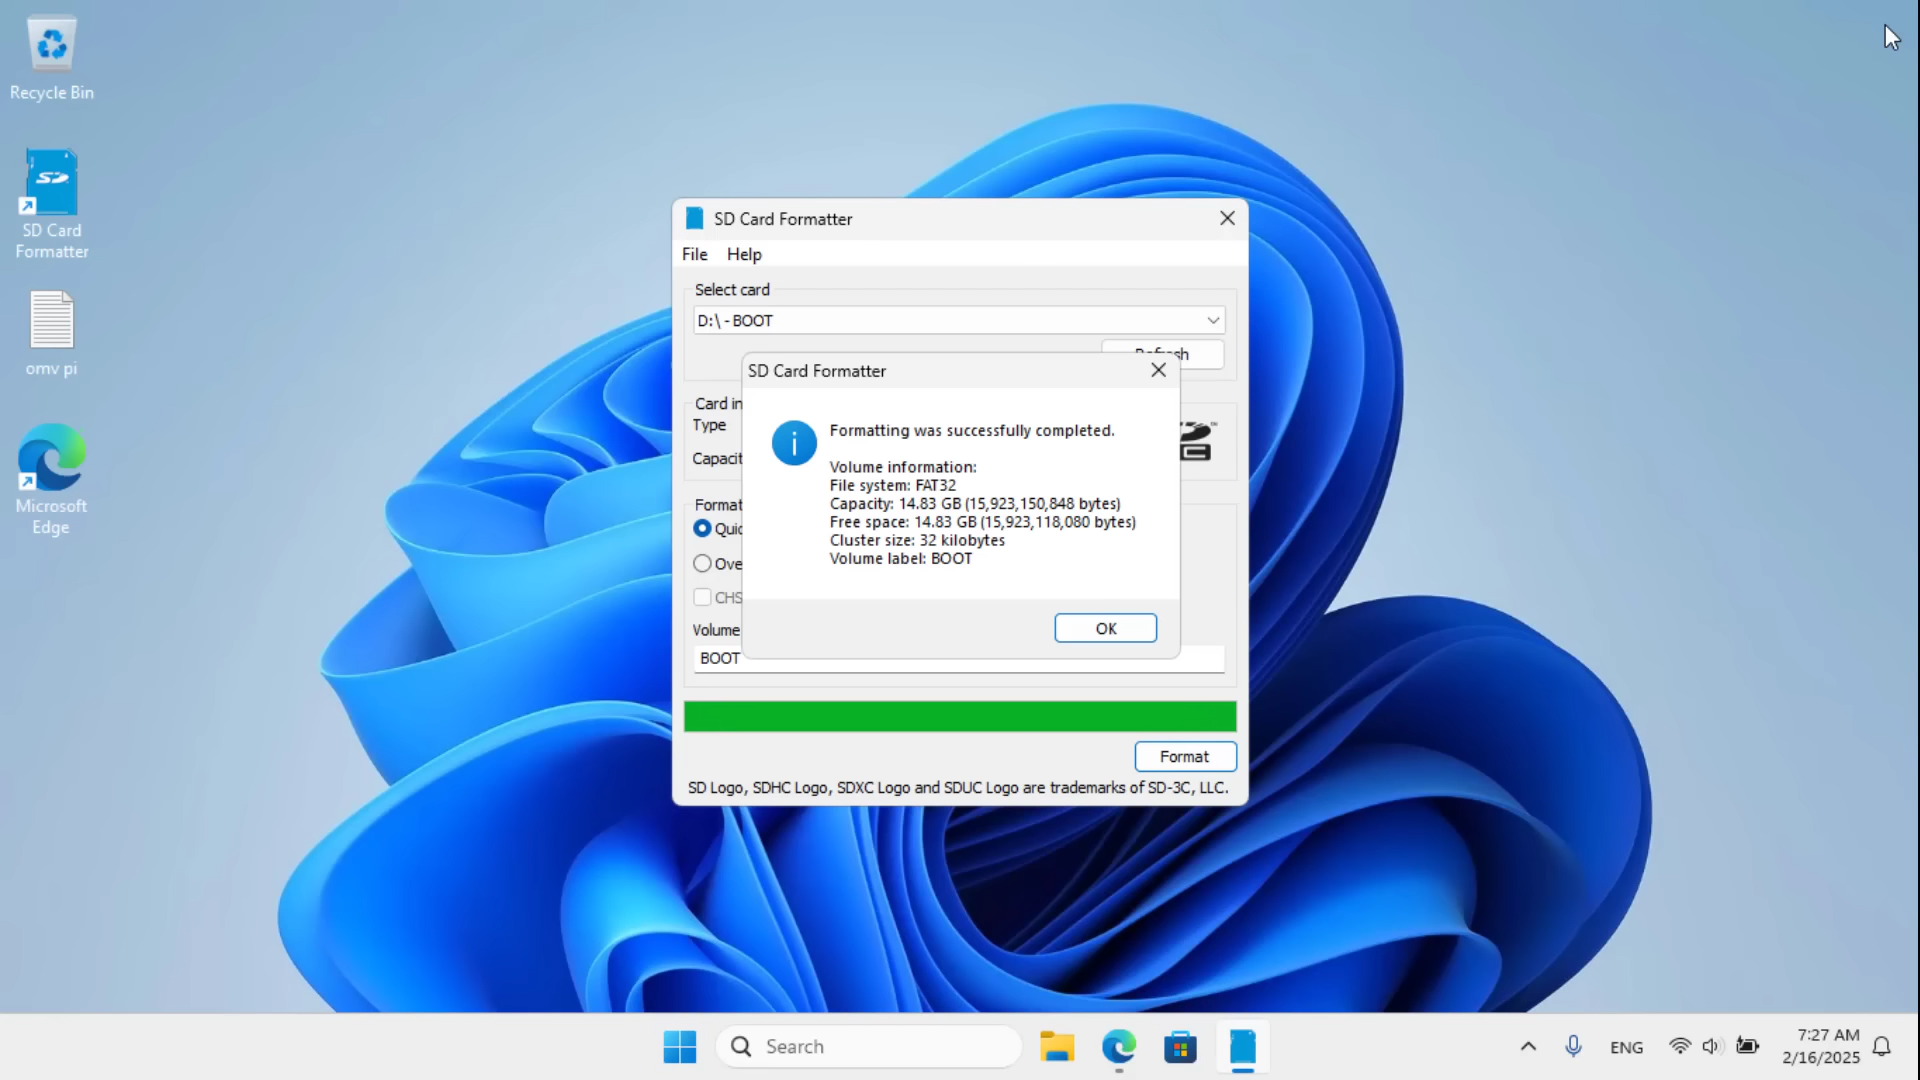 Recycle Bin
SD Card
Formatter
omv pi
Microsoft
Edge
SD Card Formatter
File Help
Select card
D:\ - BOOT
Refresh
Card in
Type
Capacit
Format
Quic
Ove
CHS
Volume
BOOT
SD Card Formatter
Formatting was successfully completed.
Volume information:
File system: FAT32
Capacity: 14.83 GB (15,923,150,848 bytes)
Free space: 14.83 GB (15,923,118,080 bytes)
Cluster size: 32 kilobytes
Volume label: BOOT
OK
Format
SD Logo, SDHC Logo, SDXC Logo and SDUC Logo are trademarks of SD-3C, LLC.
Search
ENG
7:27 AM
2/16/2025